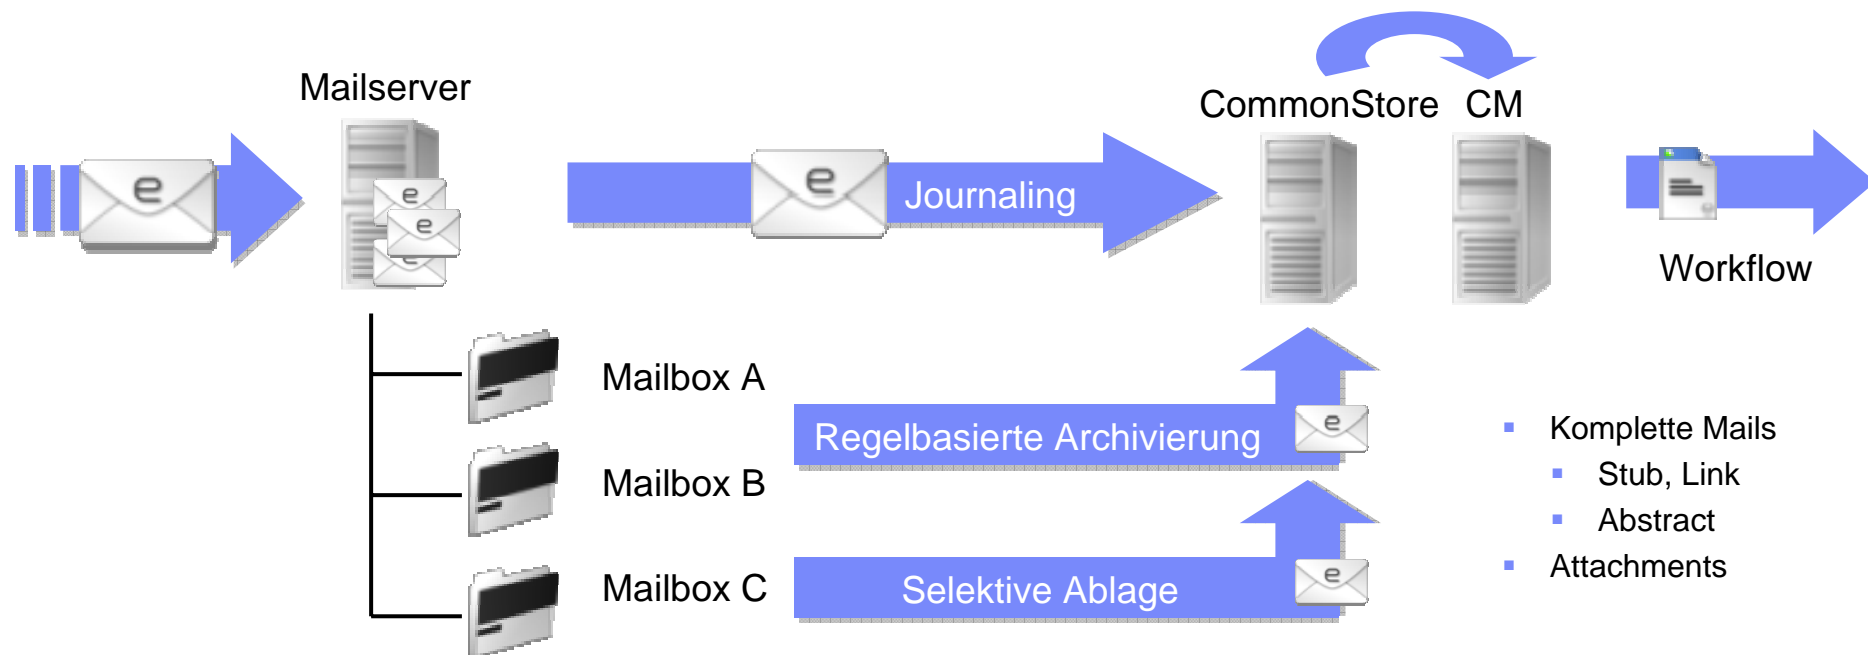 Mailserver
CommonStore CM
Journaling
Workflow
Mailbox A
Regelbasierte Archivierung
Mailbox B
Mailbox C
Selektive Ablage
Komplette Mails
Stub, Link
Abstract
Attachments